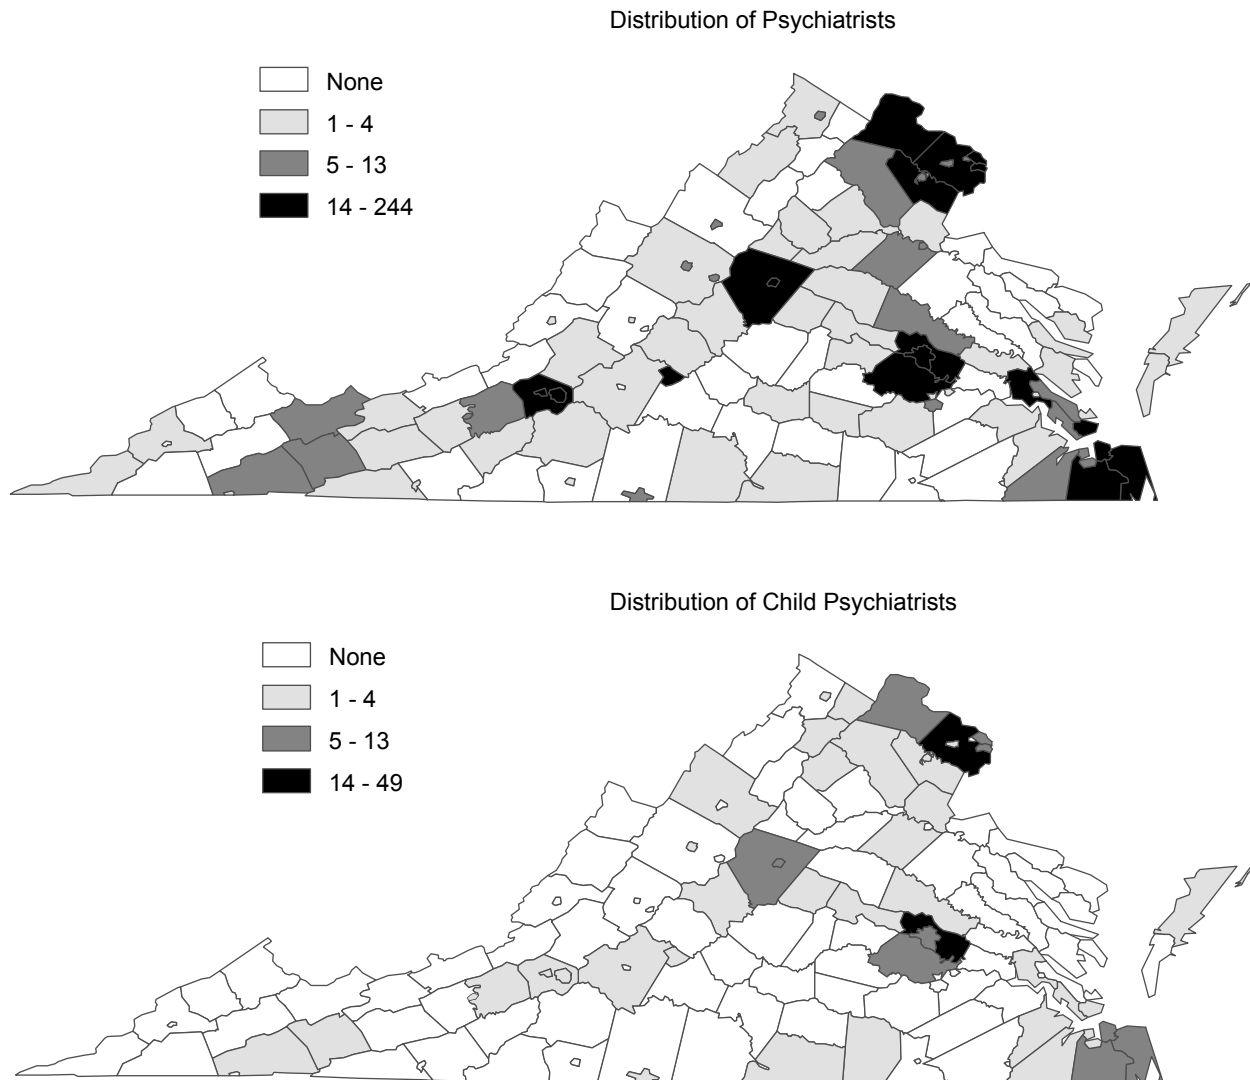 Distribution of Psychiatrists
None
1 - 4
5 - 13
14 - 244
Distribution of Child Psychiatrists
None
1 - 4
5 - 13
14 - 49